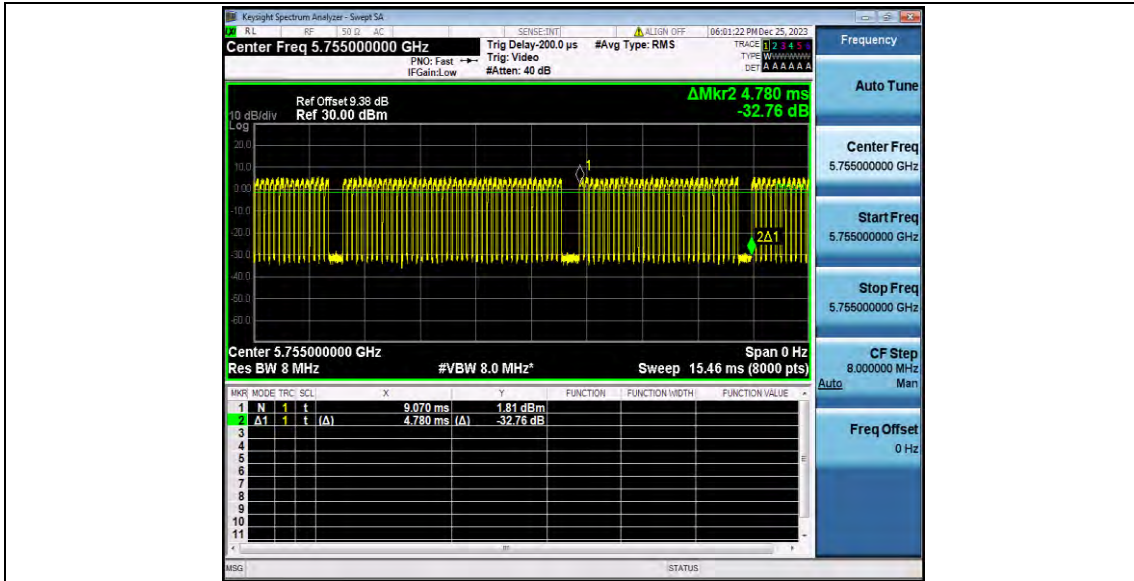 Keysight Spectrum Analyzer - Swept SA
RL RF 50 Ω AC SENSE:INT ALIGN OFF 06:01:22 PM Dec 25, 2023
Center Freq 5.755000000 GHz
PNO: Fast
IFGain:Low
Trig Delay-200.0 µs
Trig: Video
#Atten: 40 dB
#Avg Type: RMS
TRACE 1 2 3 4 5 6
TYPE W
DET A A A A A A
ΔMkr2 4.780 ms
-32.76 dB
Ref Offset 9.38 dB
Ref 30.00 dBm
10 dB/div
Log
20.0
10.0
0.00
-10.0
-20.0
-30.0
-40.0
-50.0
-60.0
1
2Δ1
Center 5.755000000 GHz Span 0 Hz
Res BW 8 MHz #VBW 8.0 MHz* Sweep 15.46 ms (8000 pts)
MKR MODE TRC SCL X Y FUNCTION FUNCTION WIDTH FUNCTION VALUE
1 N 1 t 9.070 ms 1.81 dBm
2 Δ1 1 t (Δ) 4.780 ms (Δ) -32.76 dB
3
4
5
6
7
8
9
10
11
MSG STATUS
Frequency
Auto Tune
Center Freq
5.755000000 GHz
Start Freq
5.755000000 GHz
Stop Freq
5.755000000 GHz
CF Step
8.000000 MHz
Auto Man
Freq Offset
0 Hz